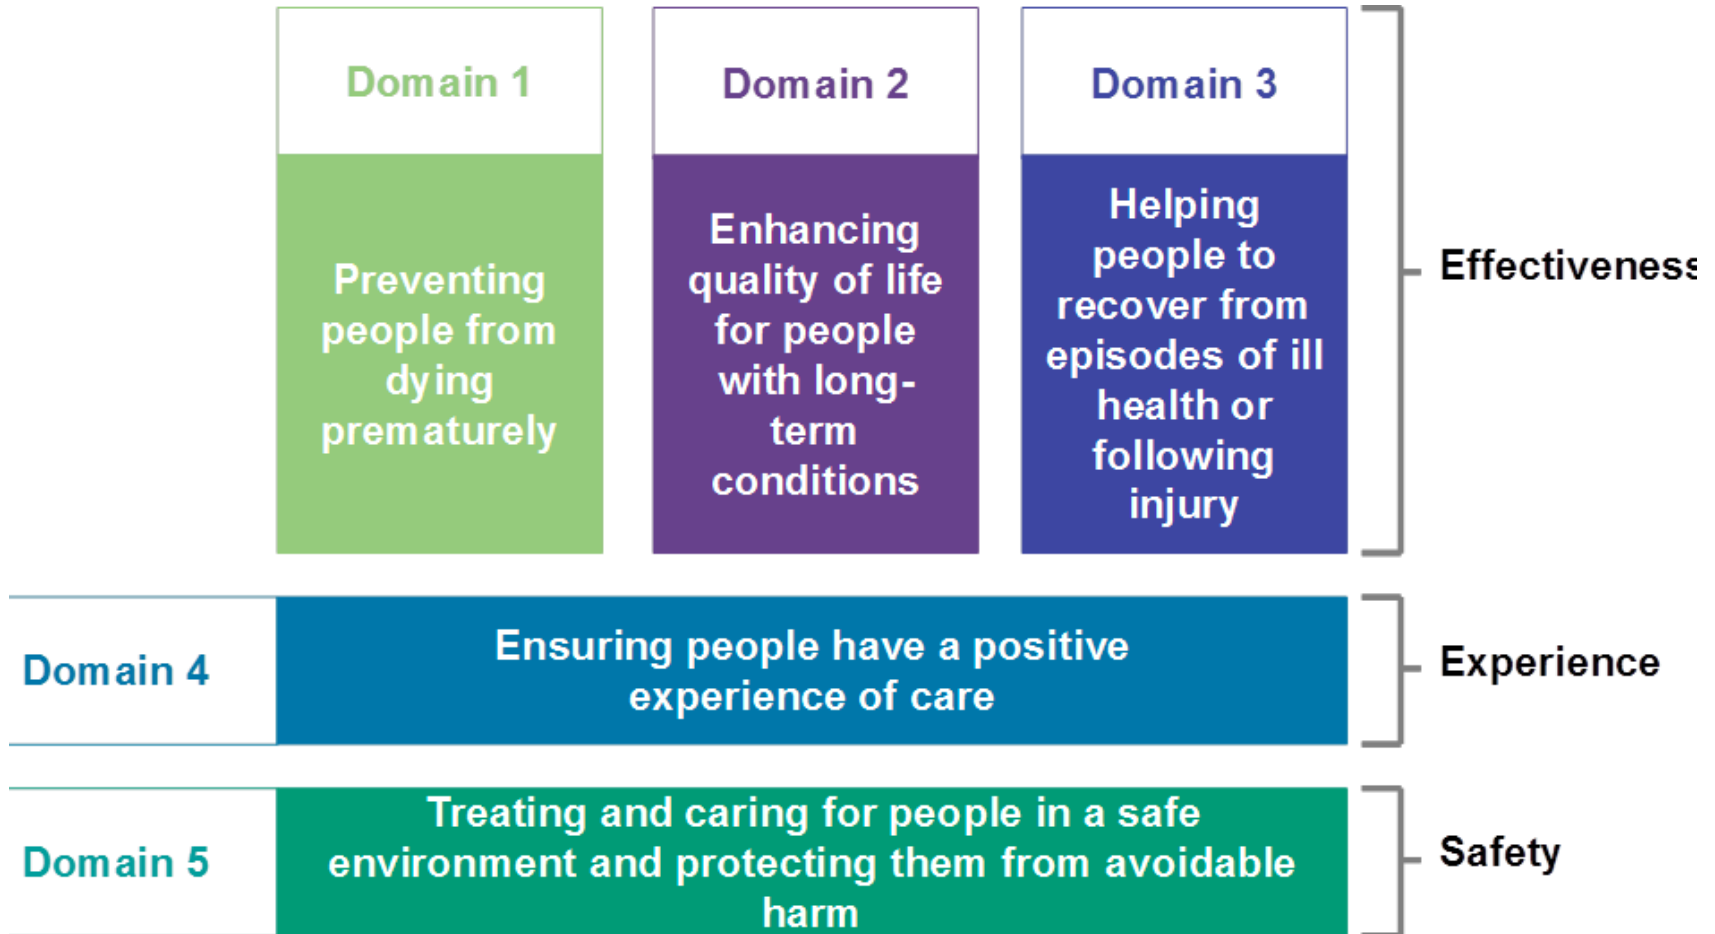 Domain 1
Preventing
people from
dying
prematurely
Domain 2
Enhancing
quality of life
for people
with long-
term
conditions
Domain 3
Helping
people to
recover from
episodes of ill
health or
following
injury
Effectiveness
Domain 4
Ensuring people have a positive
experience of care
Experience
Domain 5
Treating and caring for people in a safe
environment and protecting them from avoidable
harm
Safety